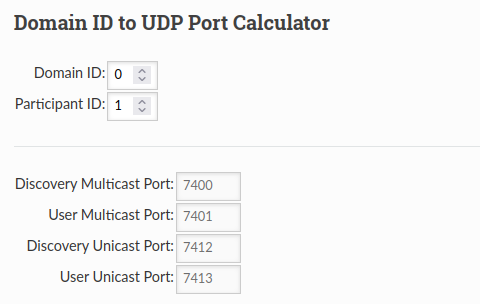 Domain ID to UDP Port Calculator
Domain ID: 0
Participant ID: 1
Discovery Multicast Port: 7400
User Multicast Port: 7401
Discovery Unicast Port: 7412
User Unicast Port: 7413